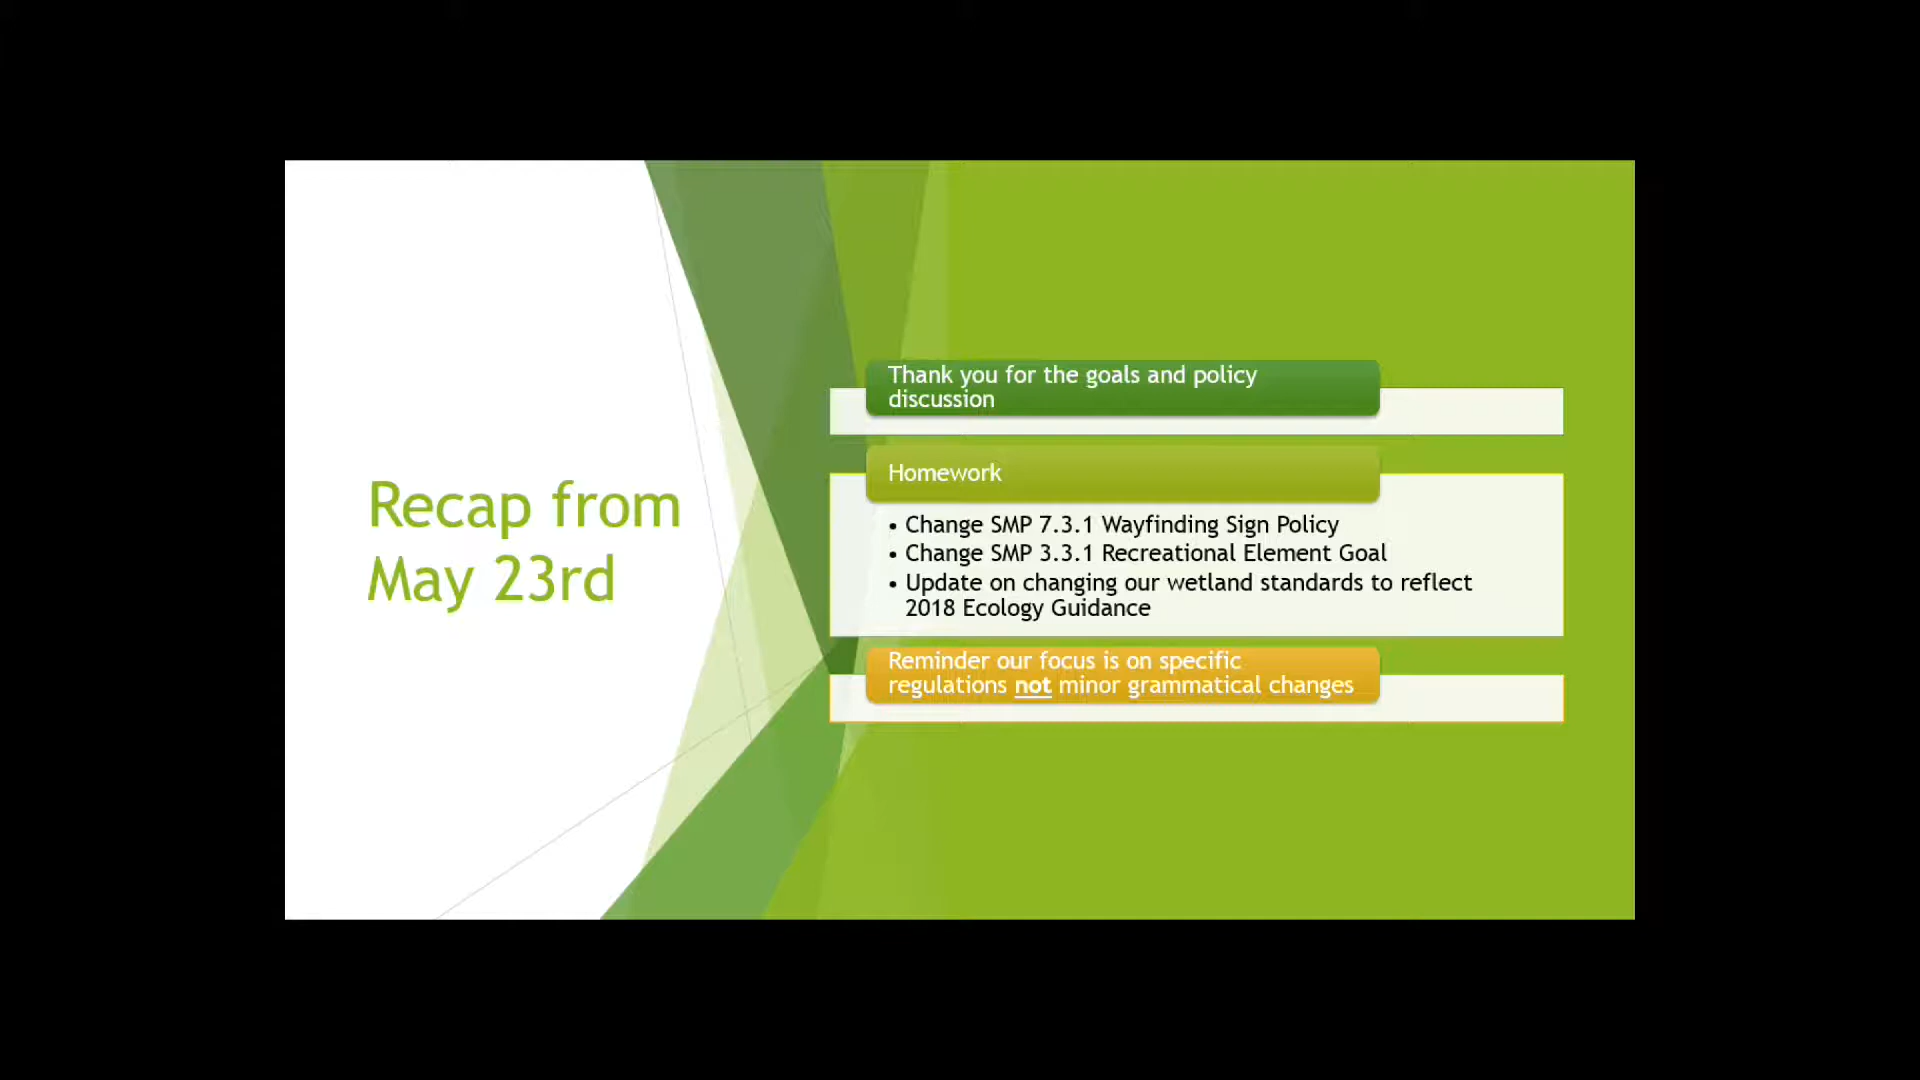 Recap from
May 23rd
Thank you for the goals and policy
discussion
Homework
• Change SMP 7.3.1 Wayfinding Sign Policy
• Change SMP 3.3.1 Recreational Element Goal
• Update on changing our wetland standards to reflect
2018 Ecology Guidance
Reminder our focus is on specific
regulations not minor grammatical changes